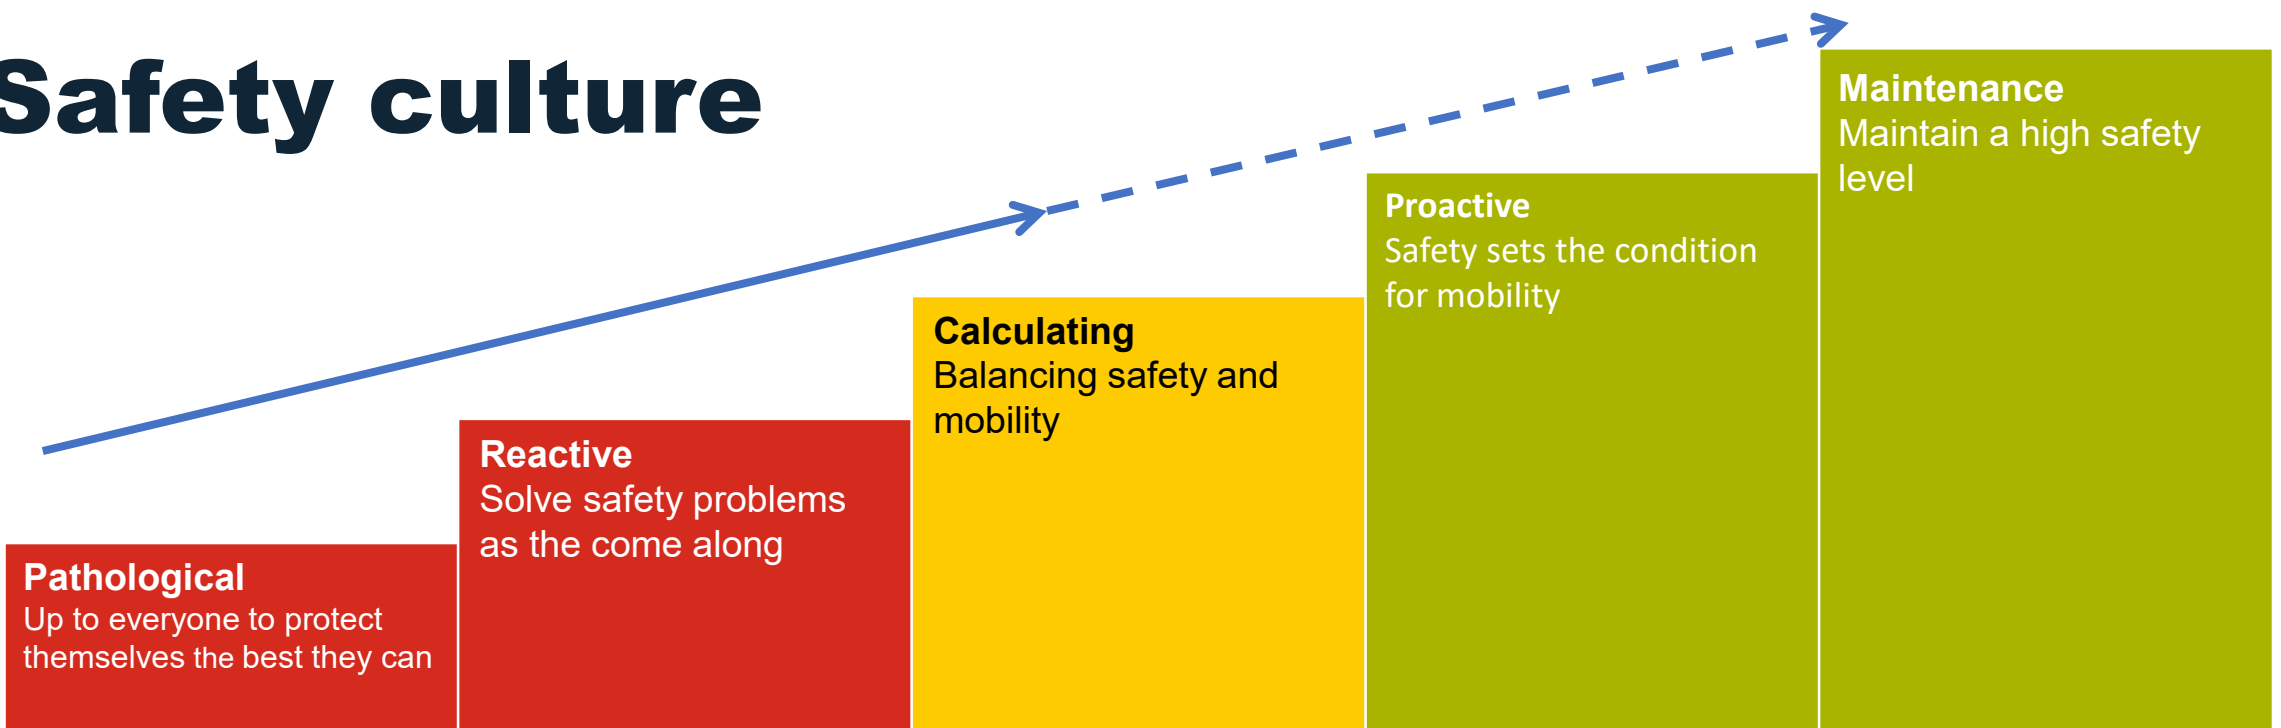 Safety culture
Maintenance
Maintain a high safety
level
Proactive
Safety sets the condition
for mobility
Calculating
Balancing safety and
mobility
Reactive
Solve safety problems
as the come along
Pathological
Up to everyone to protect
themselves the best they can